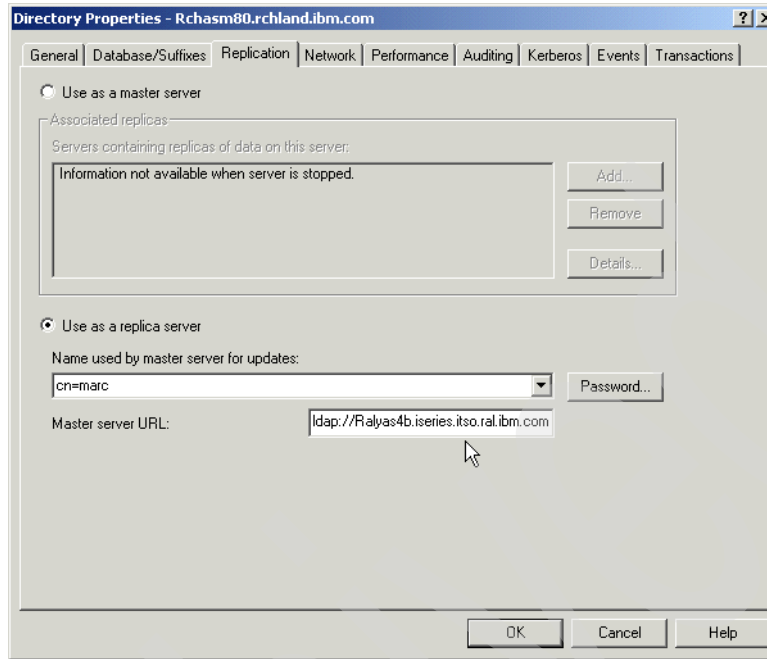 Directory Properties - Rchasm80.rchland.ibm.com
General Database/Suffixes Replication Network Performance Auditing Kerberos Events Transactions
Use as a master server
Associated replicas
Servers containing replicas of data on this server:
Information not available when server is stopped.
Add...
Remove
Details...
Use as a replica server
Name used by master server for updates:
cn=marc
Password...
Master server URL:
ldap://Ralyas4b.iseries.itso.ral.ibm.com
OK Cancel Help